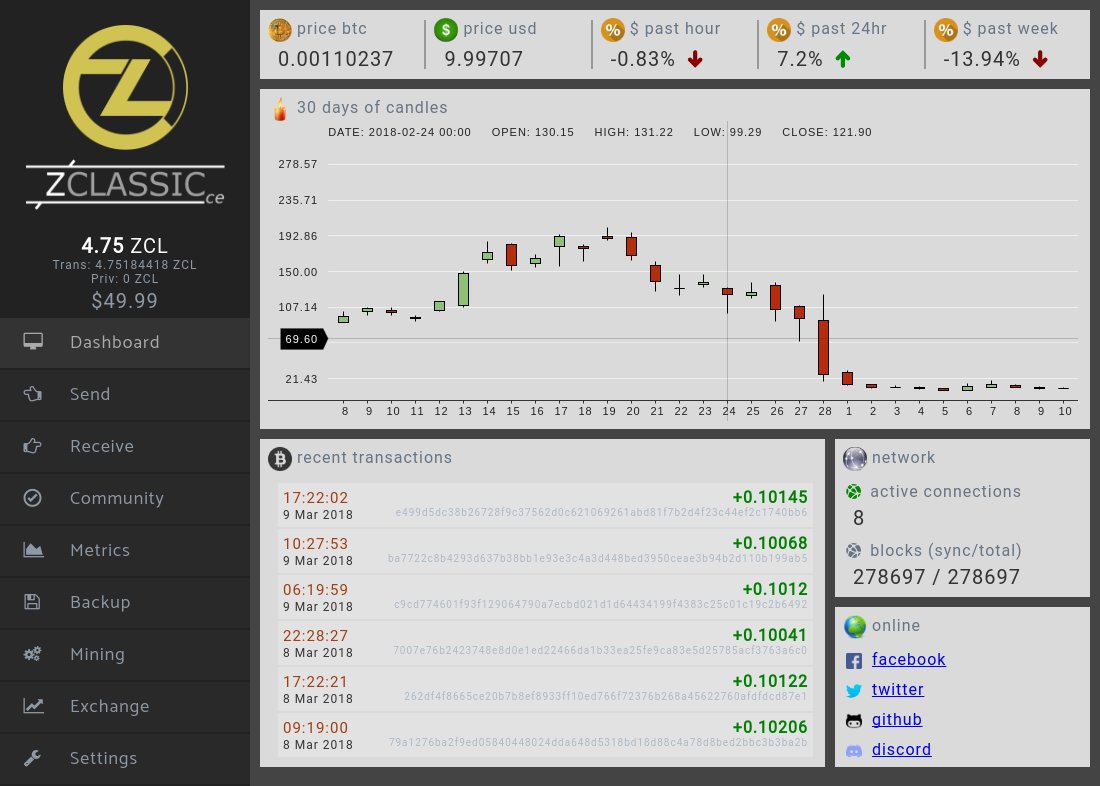 ZCLASSICce
4.75 ZCL
Trans: 4.75184418 ZCL
Priv: 0 ZCL
$49.99
Dashboard
Send
Receive
Community
Metrics
Backup
Mining
Exchange
Settings
price btc
0.00110237
price usd
9.99707
$ past hour
-0.83%
$ past 24hr
7.2%
$ past week
-13.94%
30 days of candles
DATE: 2018-02-24 00:00 OPEN: 130.15 HIGH: 131.22 LOW: 99.29 CLOSE: 121.90
278.57
235.71
192.86
150.00
107.14
69.60
21.43
8 9 10 11 12 13 14 15 16 17 18 19 20 21 22 23 24 25 26 27 28 1 2 3 4 5 6 7 8 9 10
recent transactions
17:22:02 +0.10145
9 Mar 2018 e499d5dc38b26728f9c37562d0c621069261abd81f7b2d4f23c44ef2c1740bb6
10:27:53 +0.10068
9 Mar 2018 ba7722c8b4293d637b38bb1e93e3c4a3d448bed3950ceae3b94b2d110b199ab5
06:19:59 +0.1012
9 Mar 2018 c9cd774601f93f129064790a7ecbd021d1d64434199f4383c25c01c19c2b6492
22:28:27 +0.10041
8 Mar 2018 7007e76b2423748e8d0e1ed22466da1b33ea25fe9ca83e5d25785acf3763a6c0
17:22:21 +0.10122
8 Mar 2018 262df4f8665ce20b7b8ef8933ff10ed766f72376b268a45622760afdfdcd87e1
09:19:00 +0.10206
8 Mar 2018 79a1276ba2f9ed05840448024dda648d5318bd18d88c4a78d8bed2bbc3b3ba2b
network
active connections
8
blocks (sync/total)
278697 / 278697
online
facebook
twitter
github
discord